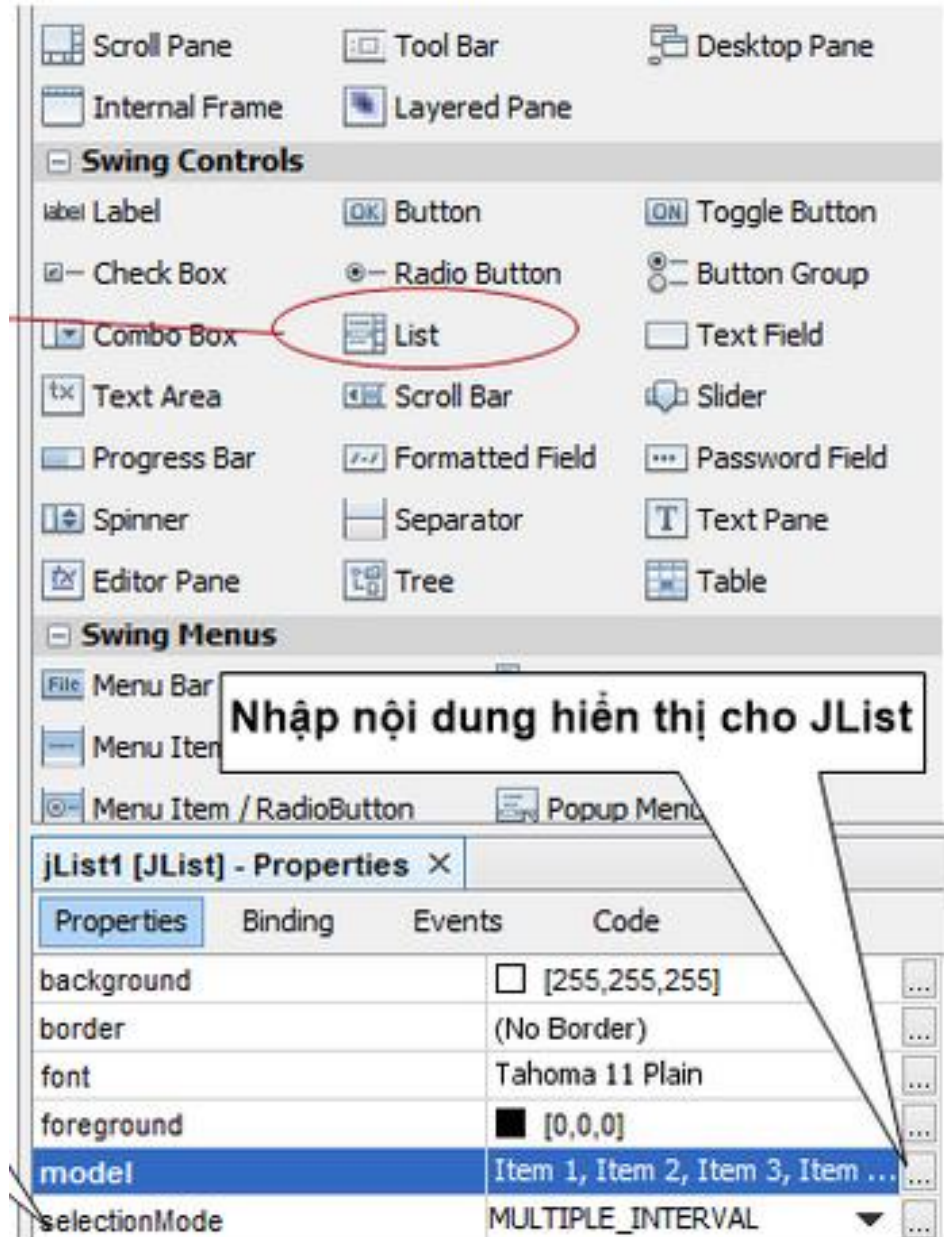 Scroll Pane Tool Bar Desktop Pane
Internal Frame Layered Pane
Swing Controls
label Label OK Button ON Toggle Button
Check Box Radio Button Button Group
Combo Box List Text Field
tx Text Area Scroll Bar Slider
Progress Bar Formatted Field Password Field
Spinner Separator T Text Pane
Editor Pane Tree Table
Swing Menus
File Menu Bar
Nhập nội dung hiển thị cho JList
Menu Item
Menu Item / RadioButton Popup Menu
jList1 [JList] - Properties ×
Properties Binding Events Code
background [255,255,255] ...
border (No Border) ...
font Tahoma 11 Plain ...
foreground [0,0,0] ...
model Item 1, Item 2, Item 3, Item ... ...
selectionMode MULTIPLE_INTERVAL ...